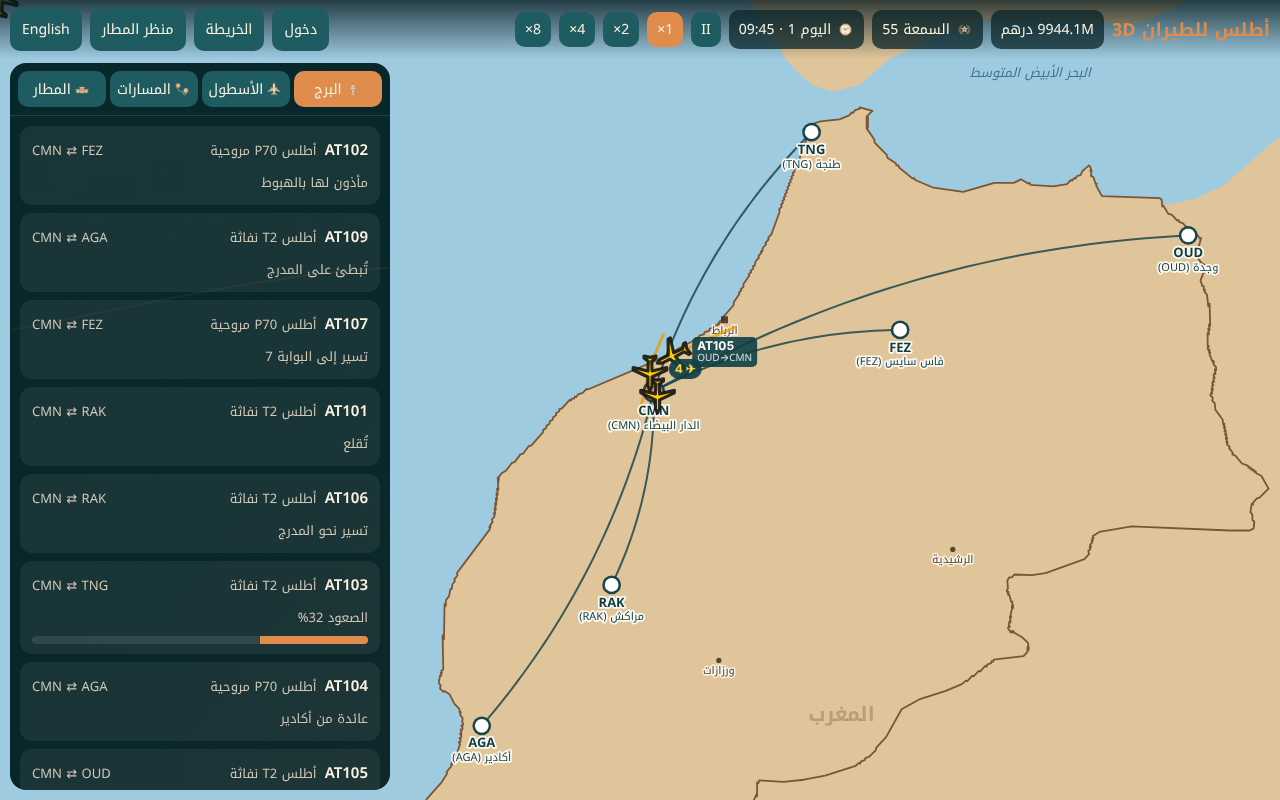 أطلس للطيران 3D
9944.1M درهم
السمعة 55
اليوم 1 · 09:45
II
×1
×2
×4
×8
دخول
الخريطة
منظر المطار
English
البرج
الأسطول
المسارات
المطار
AT102 أطلس P70 مروحية CMN ⇄ FEZ
مأذون لها بالهبوط
AT109 أطلس T2 نفاثة CMN ⇄ AGA
تُبطئ على المدرج
AT107 أطلس P70 مروحية CMN ⇄ FEZ
تسير إلى البوابة 7
AT101 أطلس T2 نفاثة CMN ⇄ RAK
تُقلع
AT106 أطلس T2 نفاثة CMN ⇄ RAK
تسير نحو المدرج
AT103 أطلس T2 نفاثة CMN ⇄ TNG
الصعود 32%
AT104 أطلس P70 مروحية CMN ⇄ AGA
عائدة من أكادير
AT105 أطلس T2 نفاثة CMN ⇄ OUD
البحر الأبيض المتوسط
TNG
طنجة (TNG)
OUD
وجدة (OUD)
الرباط
AT105
OUD→CMN
4 ✈
FEZ
فاس سايس (FEZ)
CMN
الدار البيضاء (CMN)
الرشيدية
RAK
مراكش (RAK)
ورزازات
المغرب
AGA
أكادير (AGA)